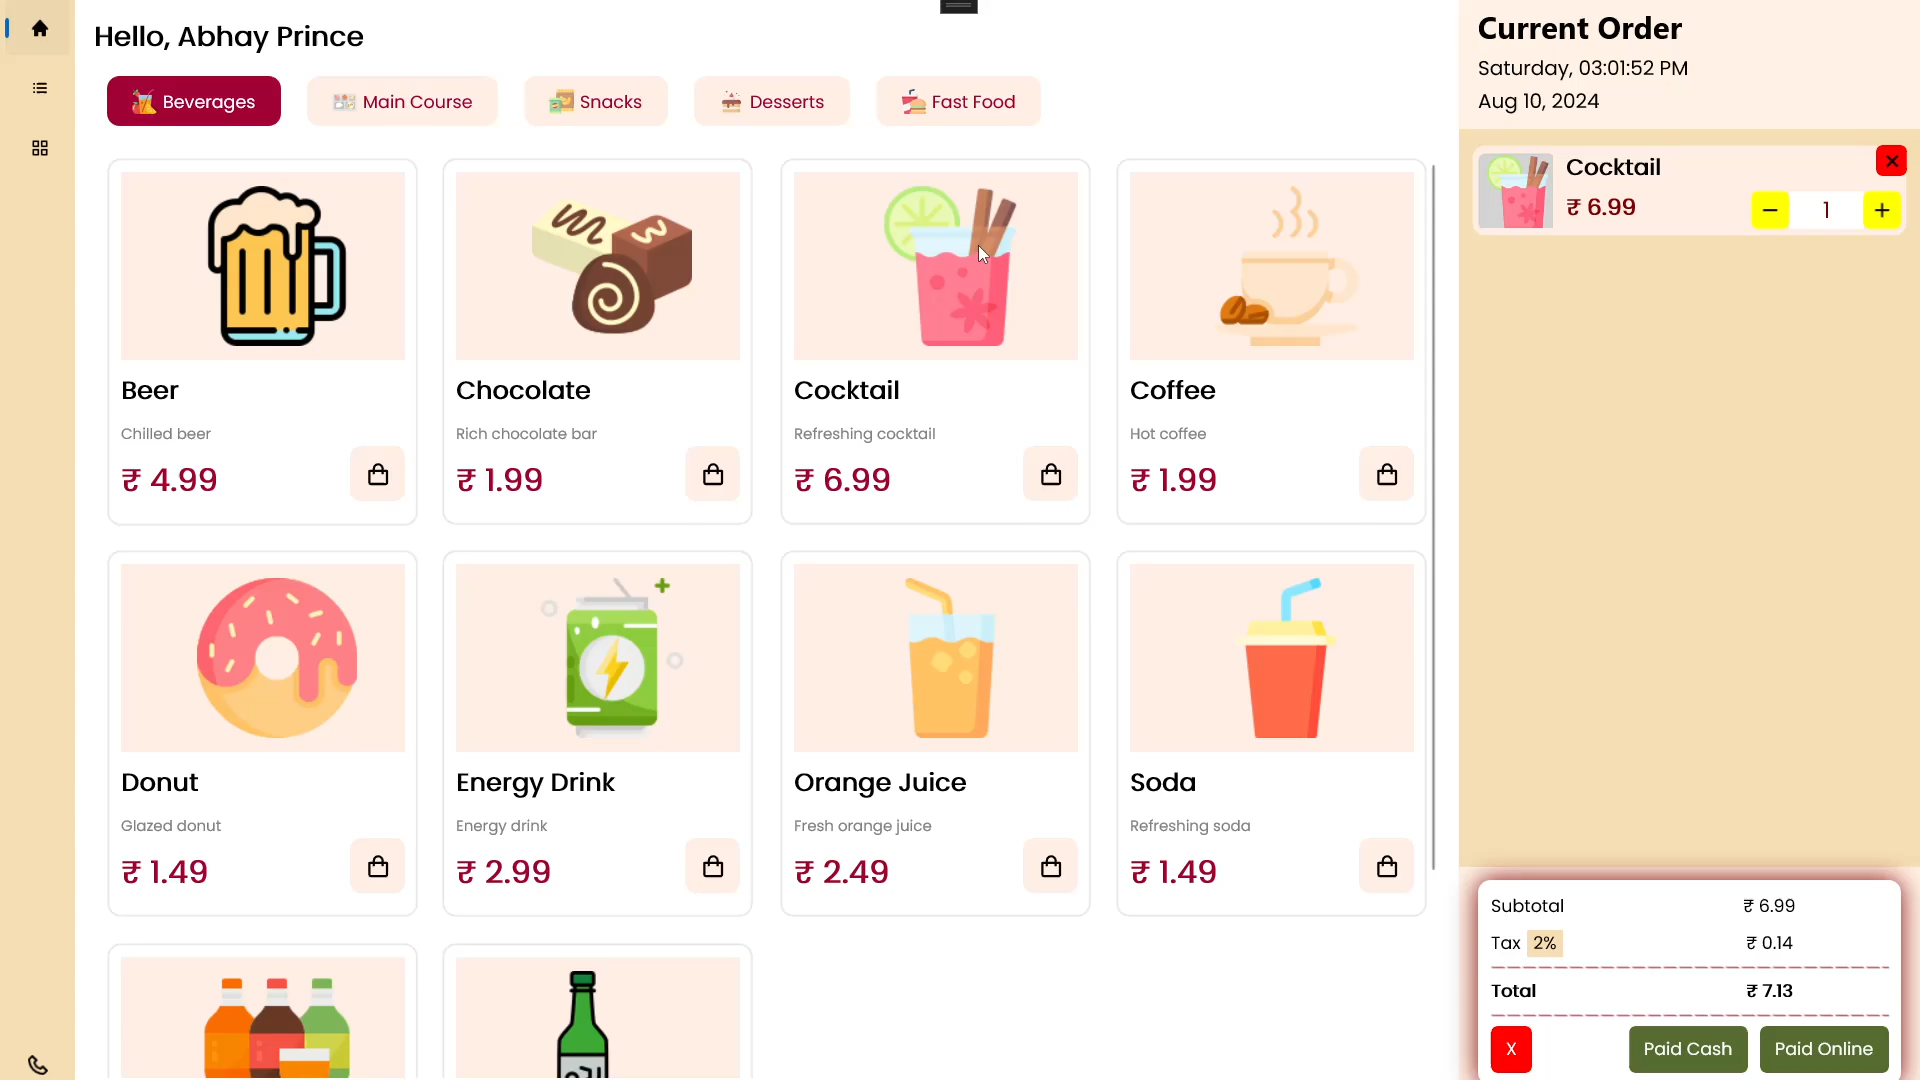 Hello, Abhay Prince
Beverages
Main Course
Snacks
Desserts
Fast Food
Beer
Chilled beer
₹ 4.99
Chocolate
Rich chocolate bar
₹ 1.99
Cocktail
Refreshing cocktail
₹ 6.99
Coffee
Hot coffee
₹ 1.99
Donut
Glazed donut
₹ 1.49
Energy Drink
Energy drink
₹ 2.99
Orange Juice
Fresh orange juice
₹ 2.49
Soda
Refreshing soda
₹ 1.49
Current Order
Saturday, 03:01:52 PM
Aug 10, 2024
Cocktail
₹ 6.99
− 1 +
Subtotal ₹ 6.99
Tax 2% ₹ 0.14
Total ₹ 7.13
X Paid Cash Paid Online